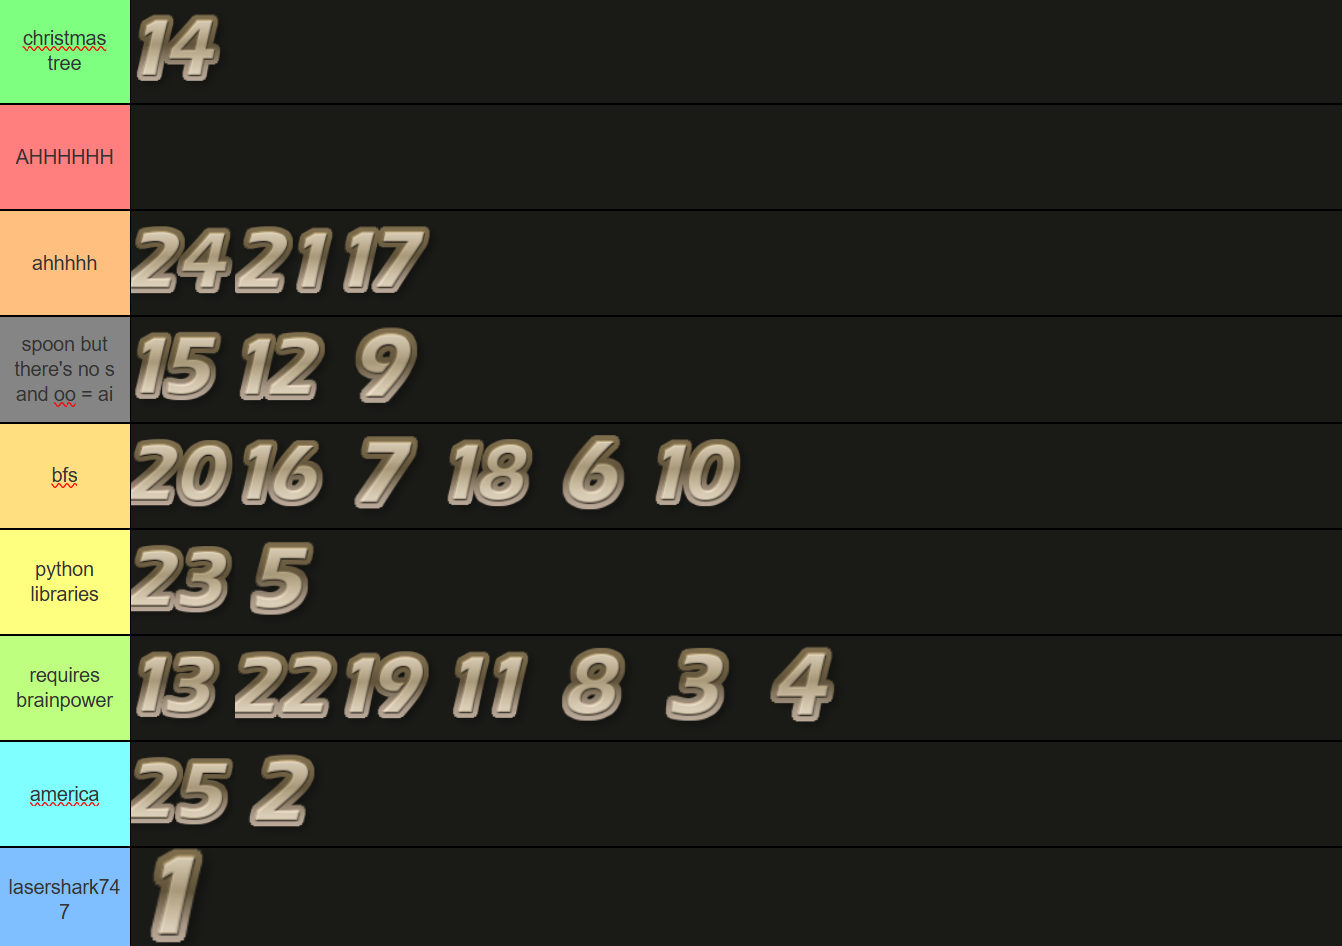 christmas
tree
14
AHHHHHH
ahhhhh
24 21 17
spoon but
there's no s
and oo = ai
15 12 9
bfs
20 16 7 18 6 10
python
libraries
23 5
requires
brainpower
13 22 19 11 8 3 4
america
25 2
lasershark74
7
1